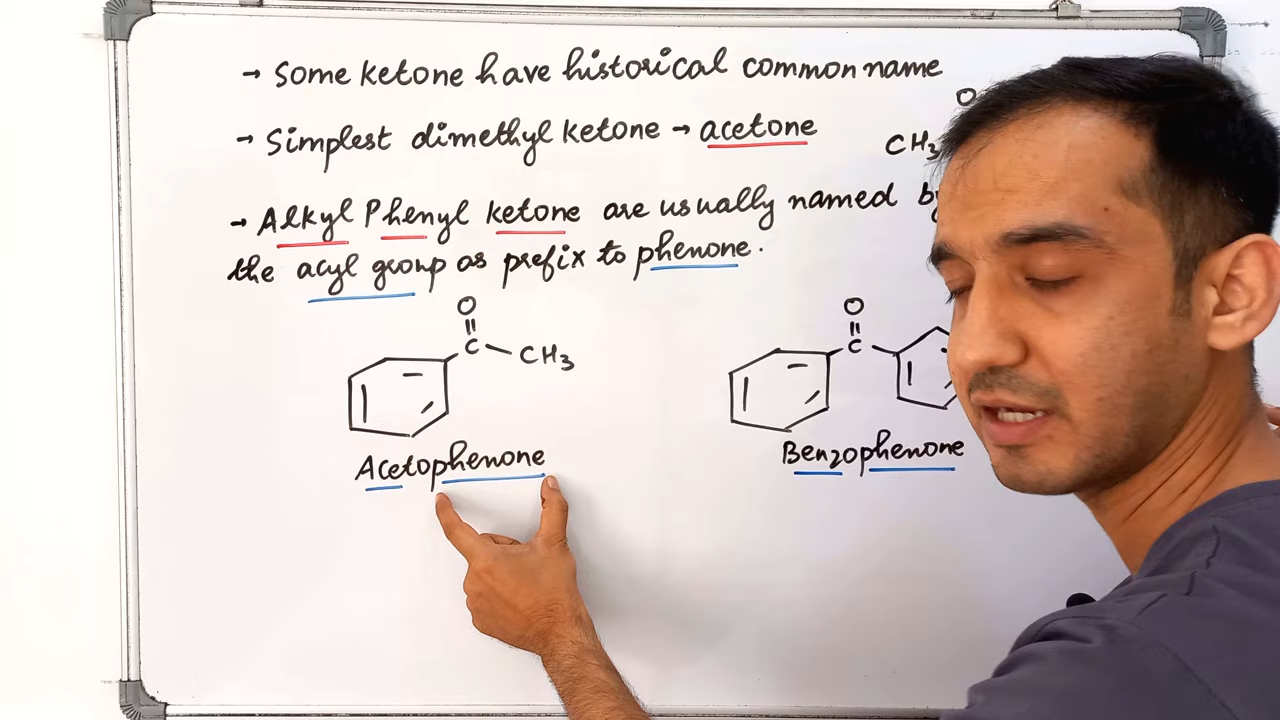 → Some ketone have historical common name
→ Simplest dimethyl ketone → acetone
O
CH3
→ Alkyl Phenyl ketone are usually named
the acyl group as prefix to phenone.
O
C CH3
Acetophenone
O
C
Benzophenone